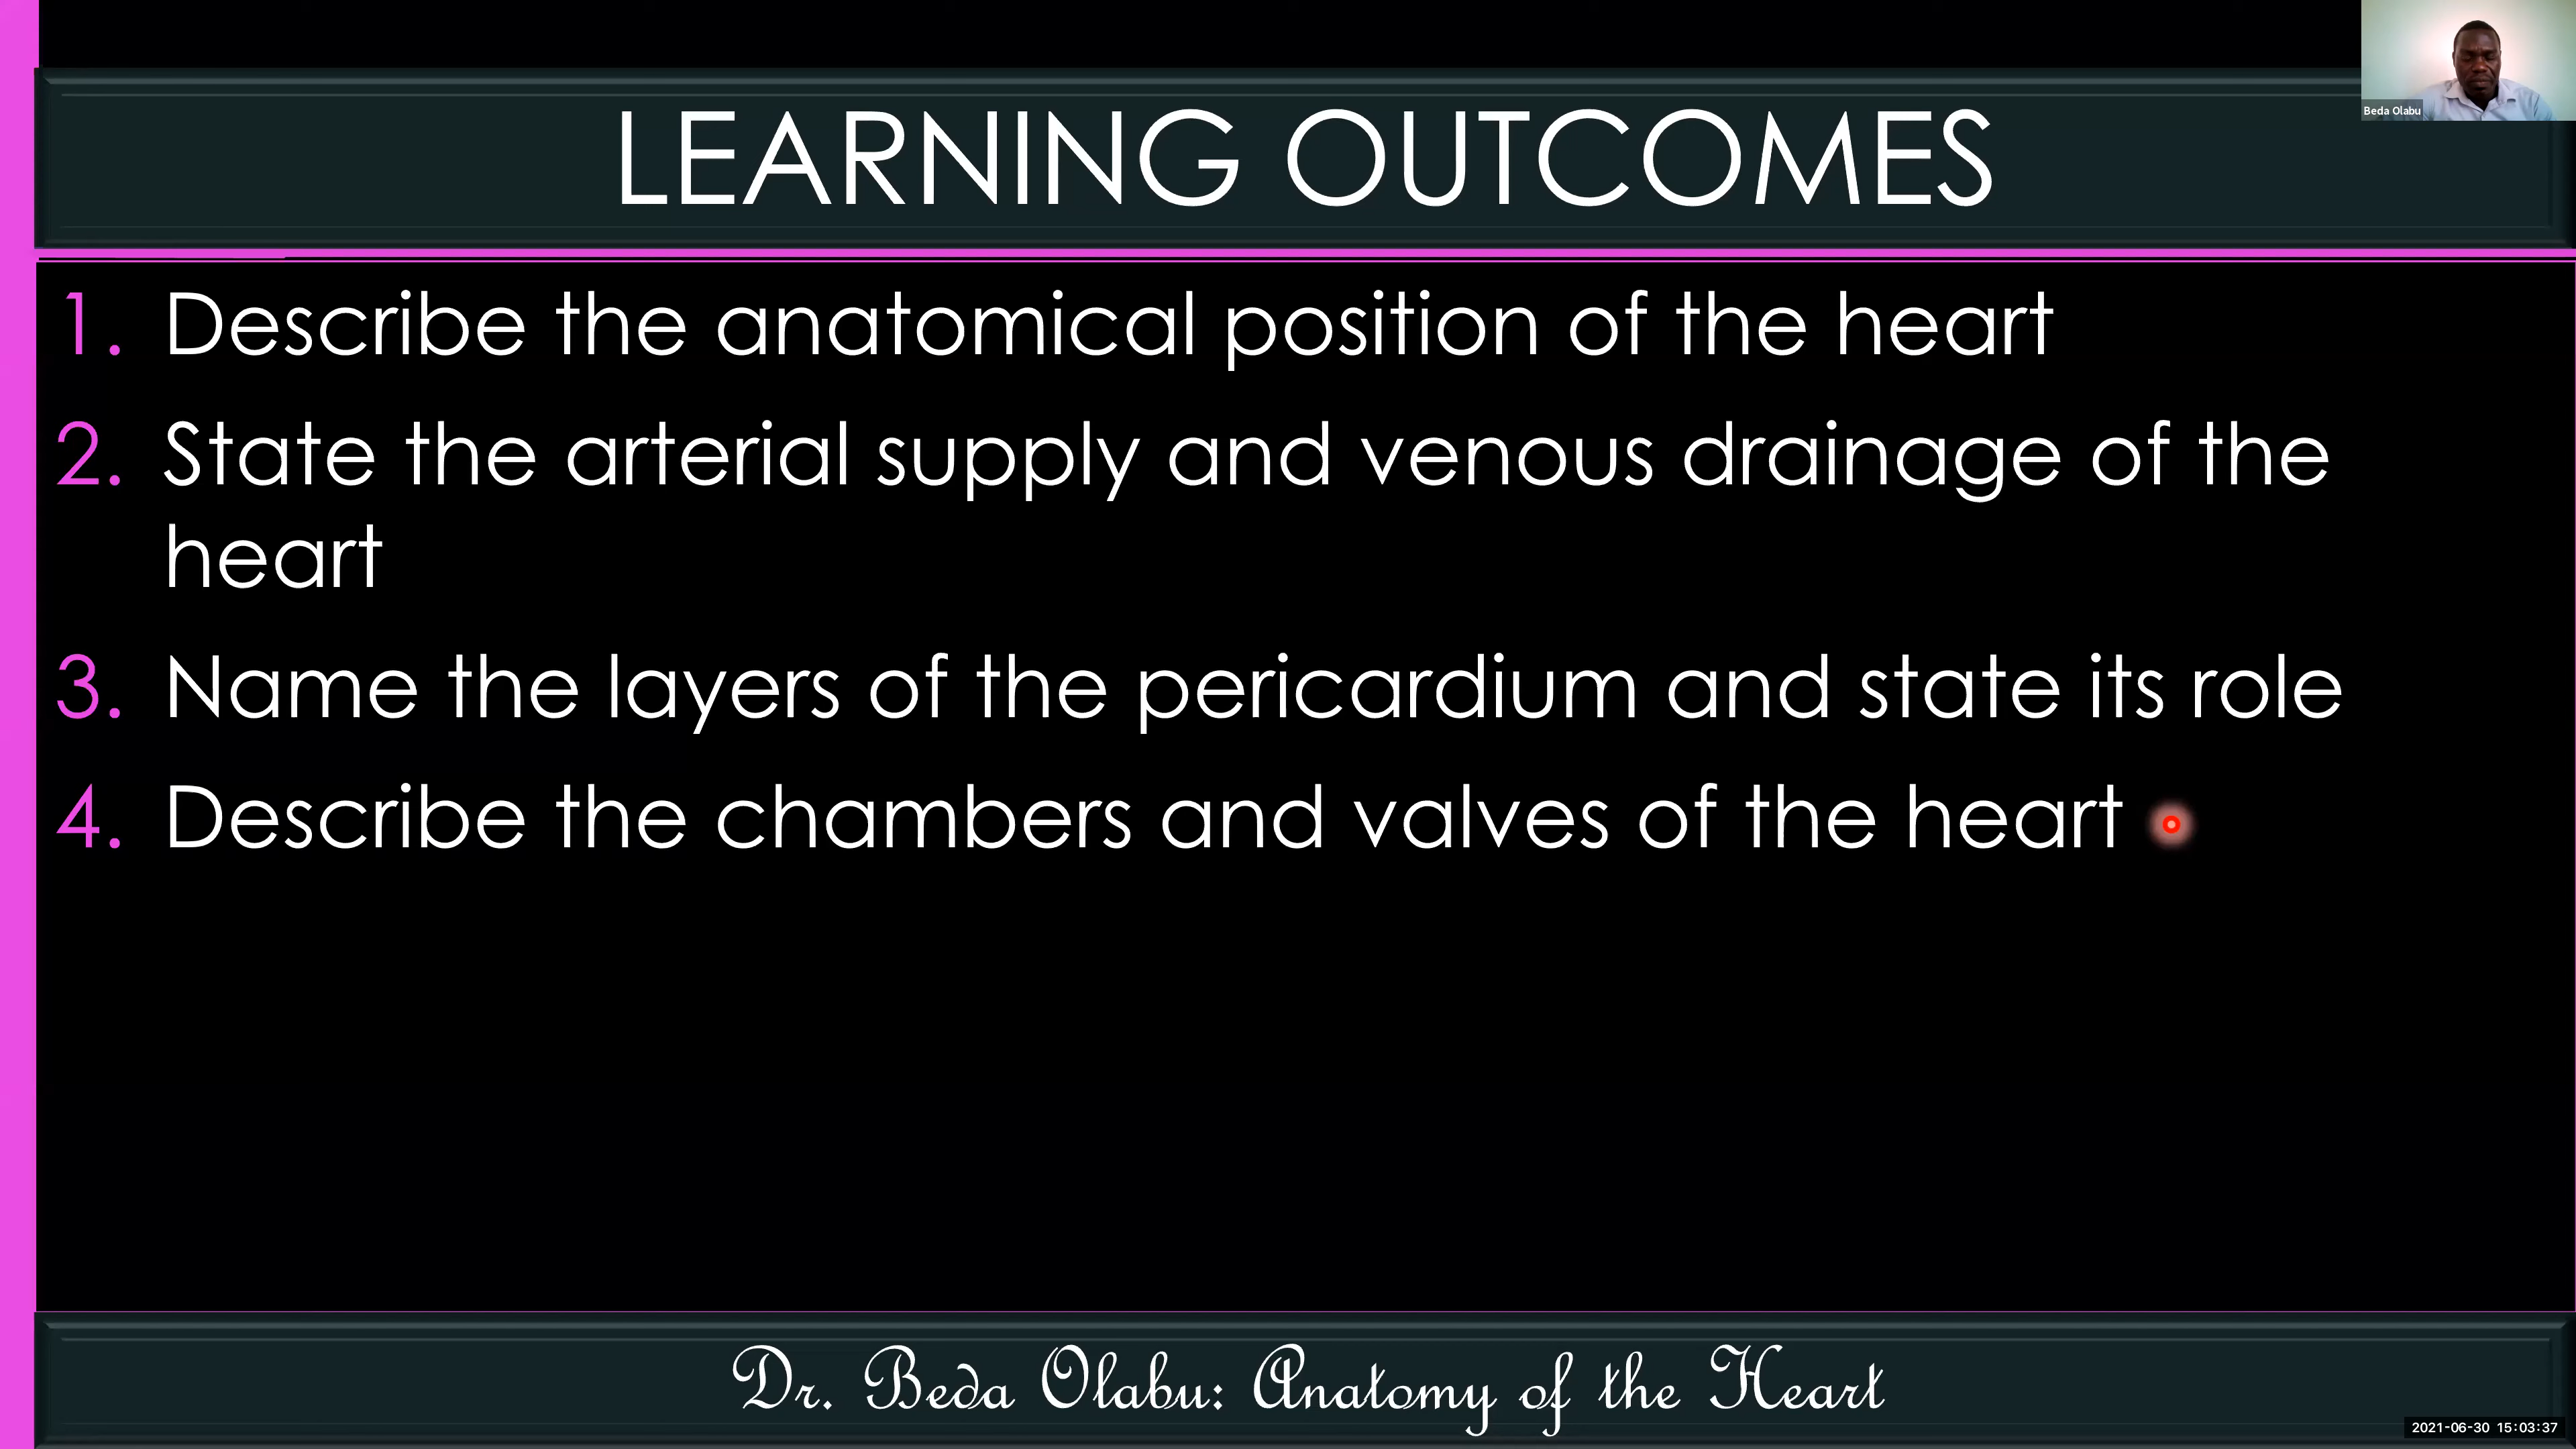 Beda Olabu
LEARNING OUTCOMES
1. Describe the anatomical position of the heart
2. State the arterial supply and venous drainage of the
heart
3. Name the layers of the pericardium and state its role
4. Describe the chambers and valves of the heart
Dr. Beda Olabu: Anatomy of the Heart
2021-06-30 15:03:37